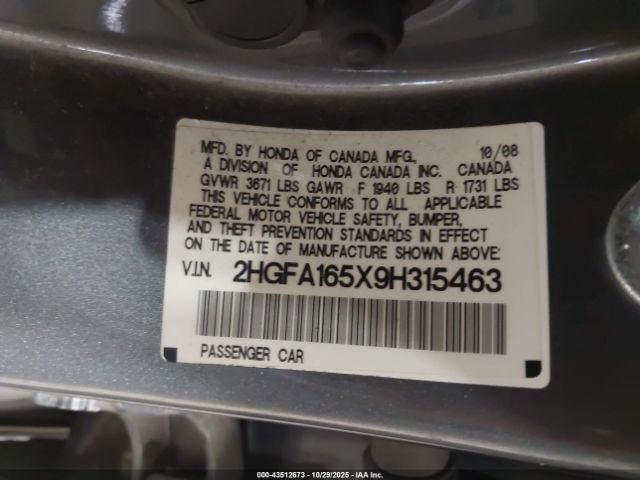 MFD. BY HONDA OF CANADA MFG., 10/08
A DIVISION OF HONDA CANADA INC. CANADA
GVWR 3671 LBS GAWR F 1940 LBS R 1731 LBS
THIS VEHICLE CONFORMS TO ALL APPLICABLE
FEDERAL MOTOR VEHICLE SAFETY, BUMPER,
AND THEFT PREVENTION STANDARDS IN EFFECT
ON THE DATE OF MANUFACTURE SHOWN ABOVE:
V.I.N. 2HGFA165X9H315463
PASSENGER CAR
000-43512673 - 10/29/2025 - IAA Inc.